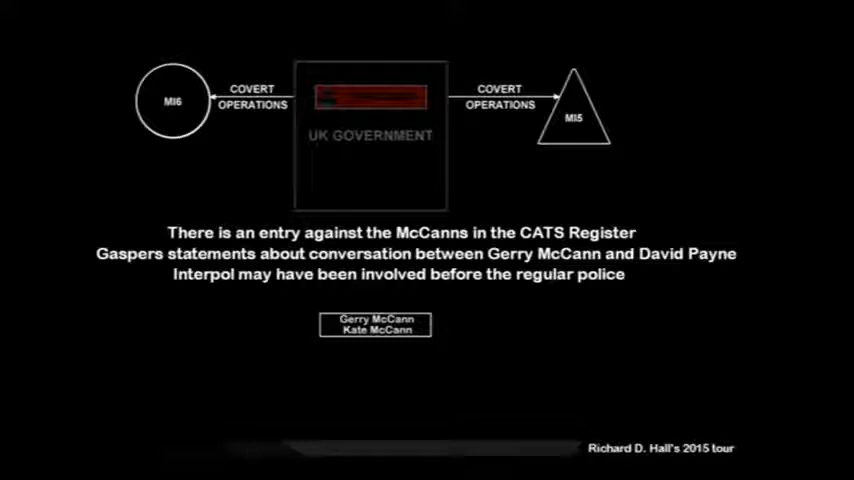 MI6
COVERT
OPERATIONS
UK GOVERNMENT
COVERT
OPERATIONS
MI5
There is an entry against the McCanns in the CATS Register
Gaspers statements about conversation between Gerry McCann and David Payne
Interpol may have been involved before the regular police
Gerry McCann
Kate McCann
Richard D. Hall's 2015 tour